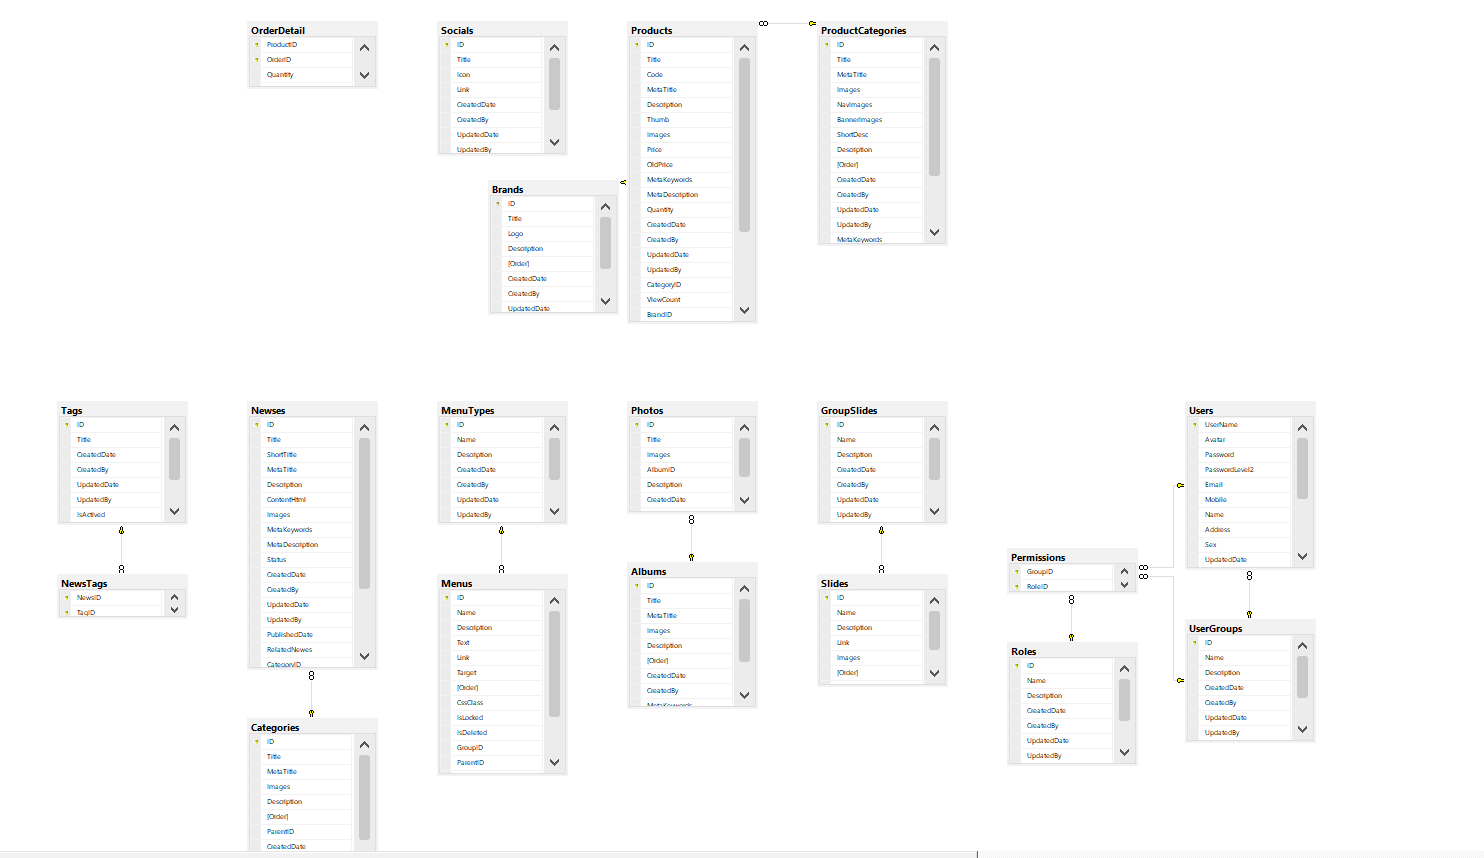 OrderDetail
ProductID
OrderID
Quantity
Socials
ID
Title
Icon
Link
CreatedDate
CreatedBy
UpdatedDate
UpdatedBy
Products
ID
Title
Code
MetaTitle
Description
Thumb
Images
Price
OldPrice
MetaKeywords
MetaDescription
Quantity
CreatedDate
CreatedBy
UpdatedDate
UpdatedBy
CategoryID
ViewCount
BrandID
ProductCategories
ID
Title
MetaTitle
Images
NavImages
BannerImages
ShortDesc
Description
[Order]
CreatedDate
CreatedBy
UpdatedDate
UpdatedBy
MetaKeywords
Brands
ID
Title
Logo
Description
[Order]
CreatedDate
CreatedBy
UpdatedDate
Tags
ID
Title
CreatedDate
CreatedBy
UpdatedDate
UpdatedBy
IsActived
Newses
ID
Title
ShortTitle
MetaTitle
Description
ContentHtml
Images
MetaKeywords
MetaDescription
Status
CreatedDate
CreatedBy
UpdatedDate
UpdatedBy
PublishedDate
RelatedNewes
CategoryID
MenuTypes
ID
Name
Description
CreatedDate
CreatedBy
UpdatedDate
UpdatedBy
Photos
ID
Title
Images
AlbumID
Description
CreatedDate
GroupSlides
ID
Name
Description
CreatedDate
CreatedBy
UpdatedDate
UpdatedBy
Users
UserName
Avatar
Password
PasswordLevel2
Email
Mobile
Name
Address
Sex
UpdatedDate
Permissions
GroupID
RoleID
NewsTags
NewsID
TagID
Menus
ID
Name
Description
Text
Link
Target
[Order]
CssClass
IsLocked
IsDeleted
GroupID
ParentID
Albums
ID
Title
MetaTitle
Images
Description
[Order]
CreatedDate
CreatedBy
MetaKeywords
Slides
ID
Name
Description
Link
Images
[Order]
Roles
ID
Name
Description
CreatedDate
CreatedBy
UpdatedDate
UpdatedBy
UserGroups
ID
Name
Description
CreatedDate
CreatedBy
UpdatedDate
UpdatedBy
Categories
ID
Title
MetaTitle
Images
Description
[Order]
ParentID
CreatedDate